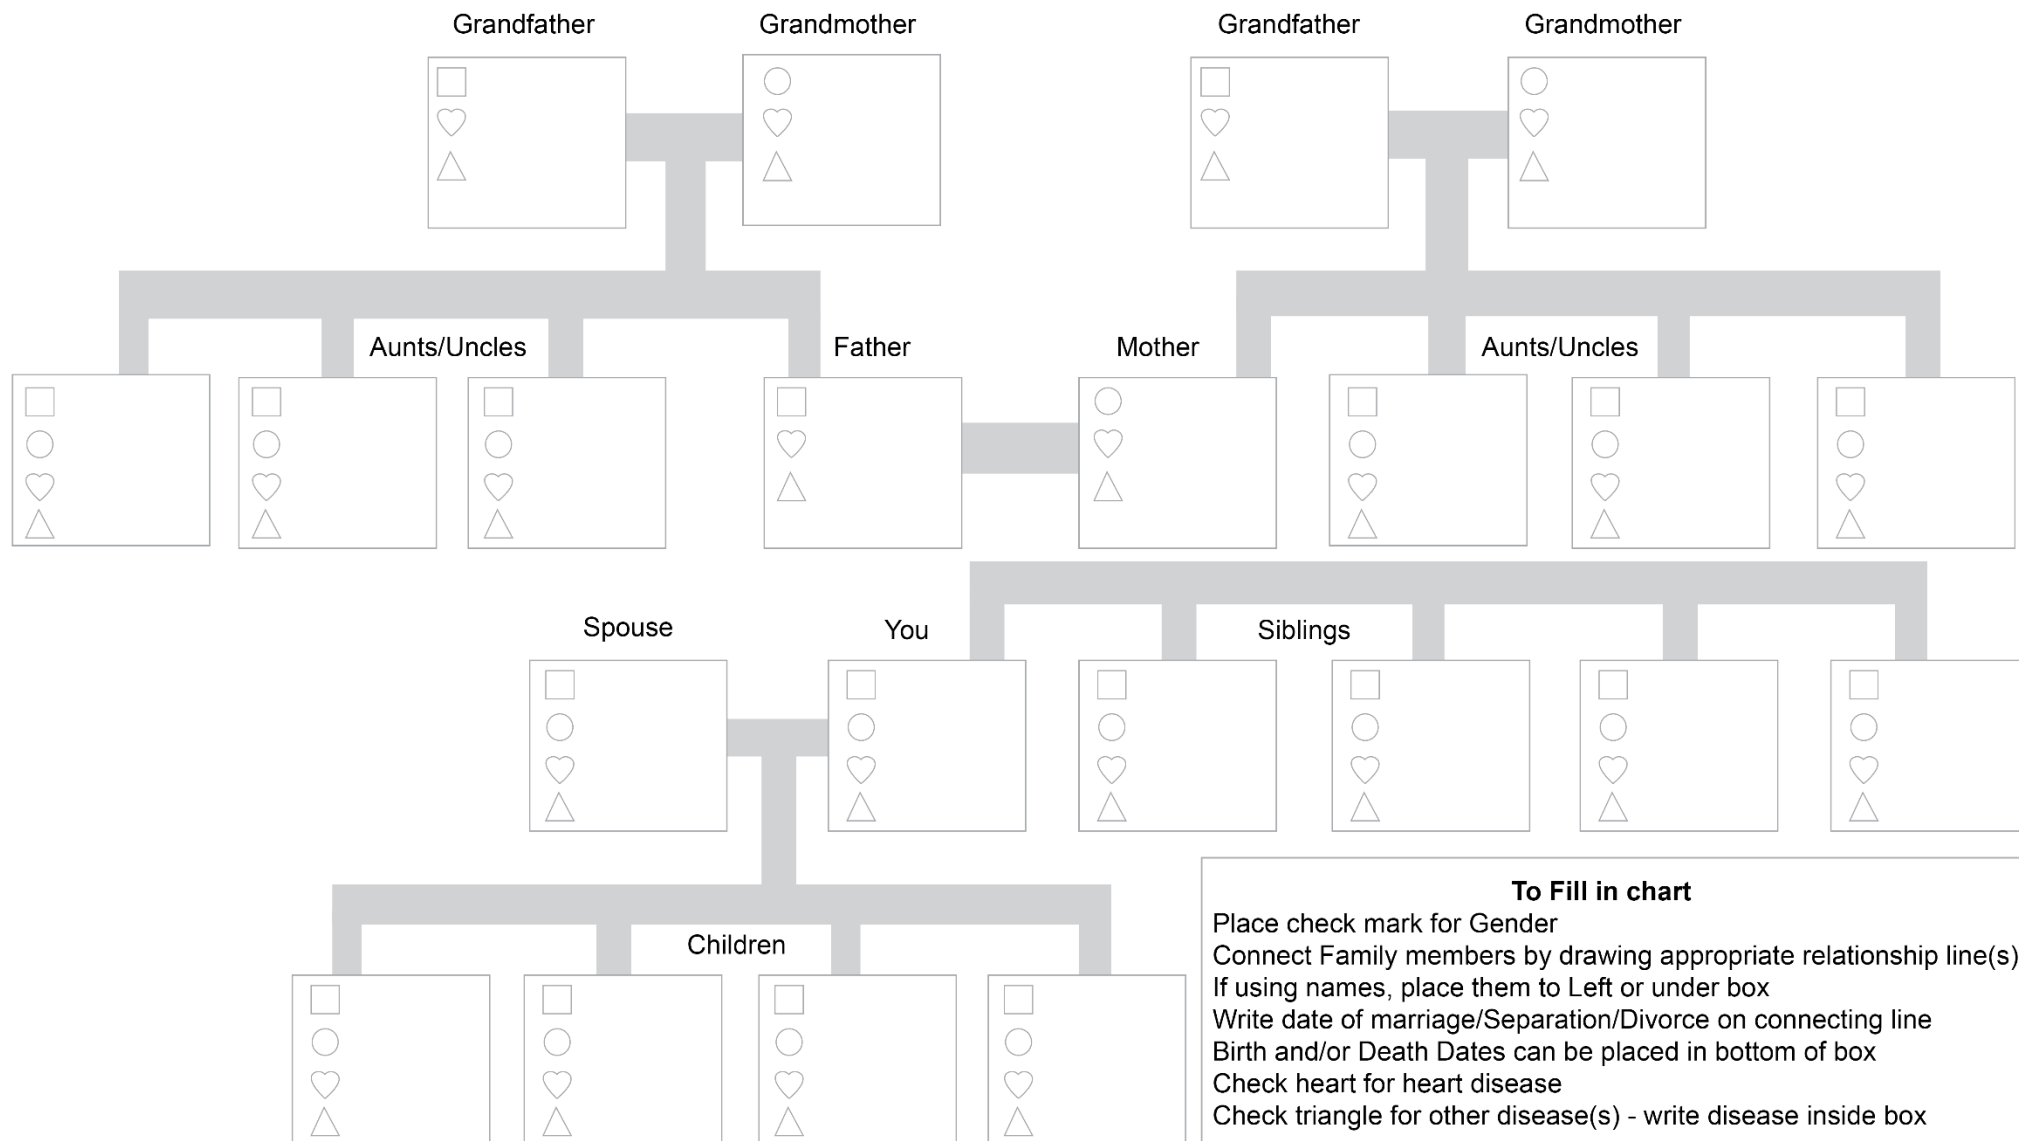 Grandfather
Grandmother
Grandfather
Grandmother
Aunts/Uncles
Father
Mother
Aunts/Uncles
Spouse
You
Siblings
Children
To Fill in chart
Place check mark for Gender
Connect Family members by drawing appropriate relationship line(s)
If using names, place them to Left or under box
Write date of marriage/Separation/Divorce on connecting line
Birth and/or Death Dates can be placed in bottom of box
Check heart for heart disease
Check triangle for other disease(s) - write disease inside box